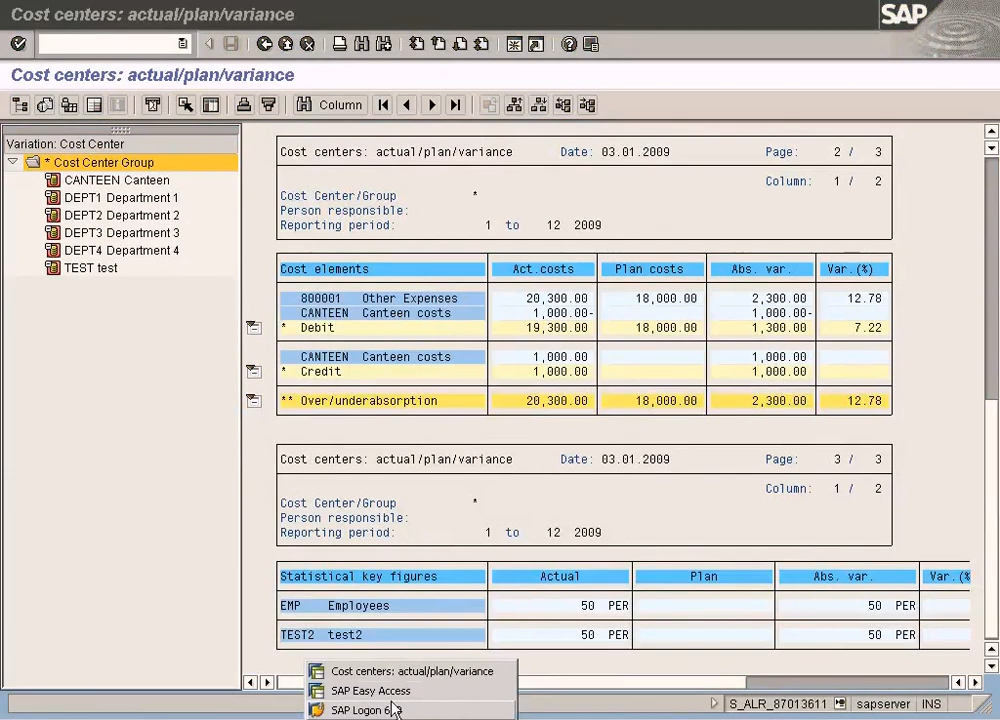 Cost centers: actual/plan/variance
SAP
Cost centers: actual/plan/variance
Column
Variation: Cost Center
* Cost Center Group
CANTEEN Canteen
DEPT1 Department 1
DEPT2 Department 2
DEPT3 Department 3
DEPT4 Department 4
TEST test
Cost centers: actual/plan/variance Date: 03.01.2009 Page: 2 / 3
Column: 1 / 2
Cost Center/Group *
Person responsible:
Reporting period: 1 to 12 2009
Cost elements Act.costs Plan costs Abs. var. Var.(%)
800001 Other Expenses 20,300.00 18,000.00 2,300.00 12.78
CANTEEN Canteen costs 1,000.00- 1,000.00-
* Debit 19,300.00 18,000.00 1,300.00 7.22
CANTEEN Canteen costs 1,000.00 1,000.00
* Credit 1,000.00 1,000.00
** Over/underabsorption 20,300.00 18,000.00 2,300.00 12.78
Cost centers: actual/plan/variance Date: 03.01.2009 Page: 3 / 3
Column: 1 / 2
Cost Center/Group *
Person responsible:
Reporting period: 1 to 12 2009
Statistical key figures Actual Plan Abs. var. Var.(%
EMP Employees 50 PER 50 PER
TEST2 test2 50 PER 50 PER
Cost centers: actual/plan/variance
SAP Easy Access
SAP Logon
S_ALR_87013611 sapserver INS